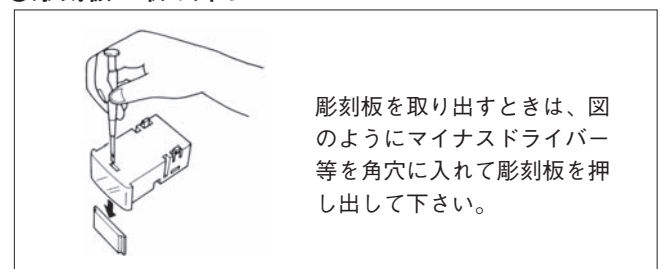 彫刻板を取り出すときは、図
のようにマイナスドライバー
等を角穴に入れて彫刻板を押
し出して下さい。